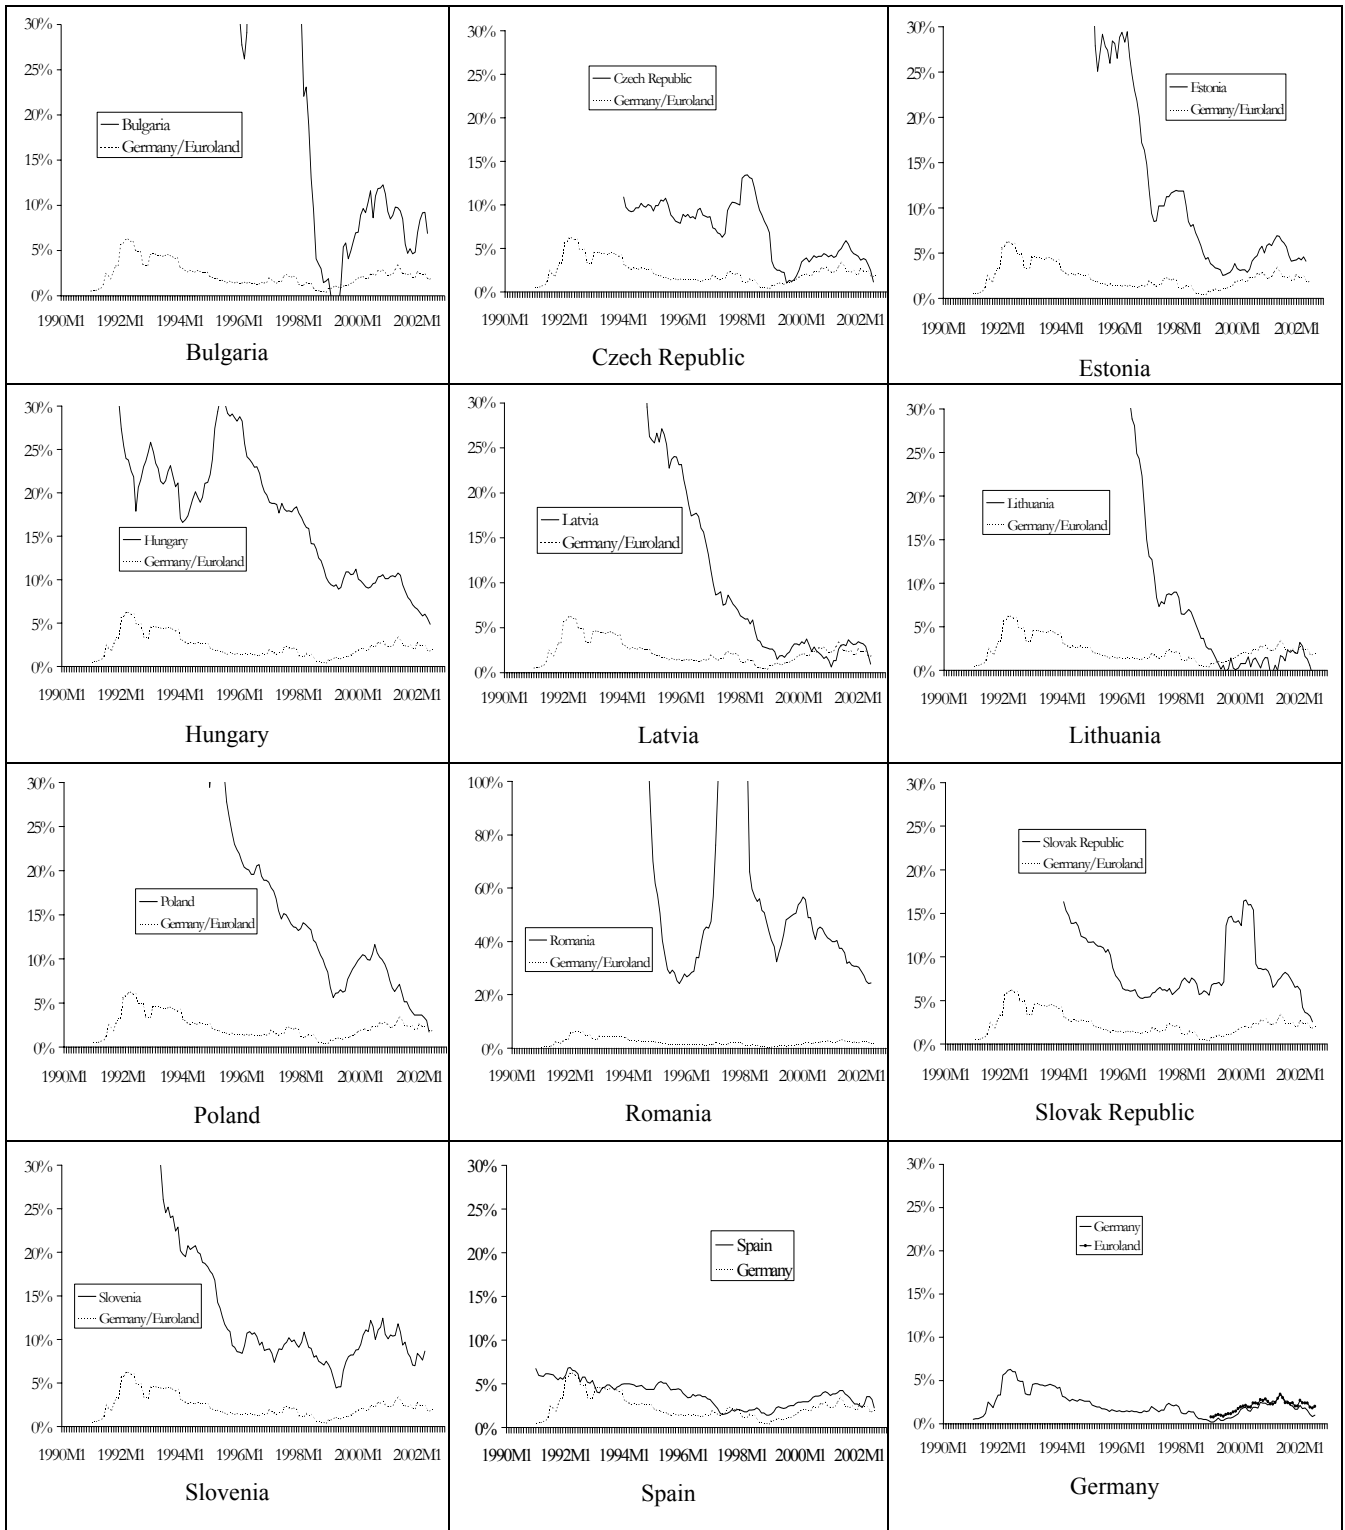 30%
25%
20%
15%
10%
5%
0%
Bulgaria
Germany/Euroland
1990M1 1992M1 1994M1 1996M1 1998M1 2000M1 2002M1
Bulgaria
30%
25%
20%
15%
10%
5%
0%
Czech Republic
Germany/Euroland
1990M1 1992M1 1994M1 1996M1 1998M1 2000M1 2002M1
Czech Republic
30%
25%
20%
15%
10%
5%
0%
Estonia
Germany/Euroland
1990M1 1992M1 1994M1 1996M1 1998M1 2000M1 2002M1
Estonia
30%
25%
20%
15%
10%
5%
0%
Hungary
Germany/Euroland
1990M1 1992M1 1994M1 1996M1 1998M1 2000M1 2002M1
Hungary
30%
25%
20%
15%
10%
5%
0%
Latvia
Germany/Euroland
1990M1 1992M1 1994M1 1996M1 1998M1 2000M1 2002M1
Latvia
30%
25%
20%
15%
10%
5%
0%
Lithuania
Germany/Euroland
1990M1 1992M1 1994M1 1996M1 1998M1 2000M1 2002M1
Lithuania
30%
25%
20%
15%
10%
5%
0%
Poland
Germany/Euroland
1990M1 1992M1 1994M1 1996M1 1998M1 2000M1 2002M1
Poland
100%
80%
60%
40%
20%
0%
Romania
Germany/Euroland
1990M1 1992M1 1994M1 1996M1 1998M1 2000M1 2002M1
Romania
30%
25%
20%
15%
10%
5%
0%
Slovak Republic
Germany/Euroland
1990M1 1992M1 1994M1 1996M1 1998M1 2000M1 2002M1
Slovak Republic
30%
25%
20%
15%
10%
5%
0%
Slovenia
Germany/Euroland
1990M1 1992M1 1994M1 1996M1 1998M1 2000M1 2002M1
Slovenia
30%
25%
20%
15%
10%
5%
0%
Spain
Germany
1990M1 1992M1 1994M1 1996M1 1998M1 2000M1 2002M1
Spain
30%
25%
20%
15%
10%
5%
0%
Germany
Euroland
1990M1 1992M1 1994M1 1996M1 1998M1 2000M1 2002M1
Germany